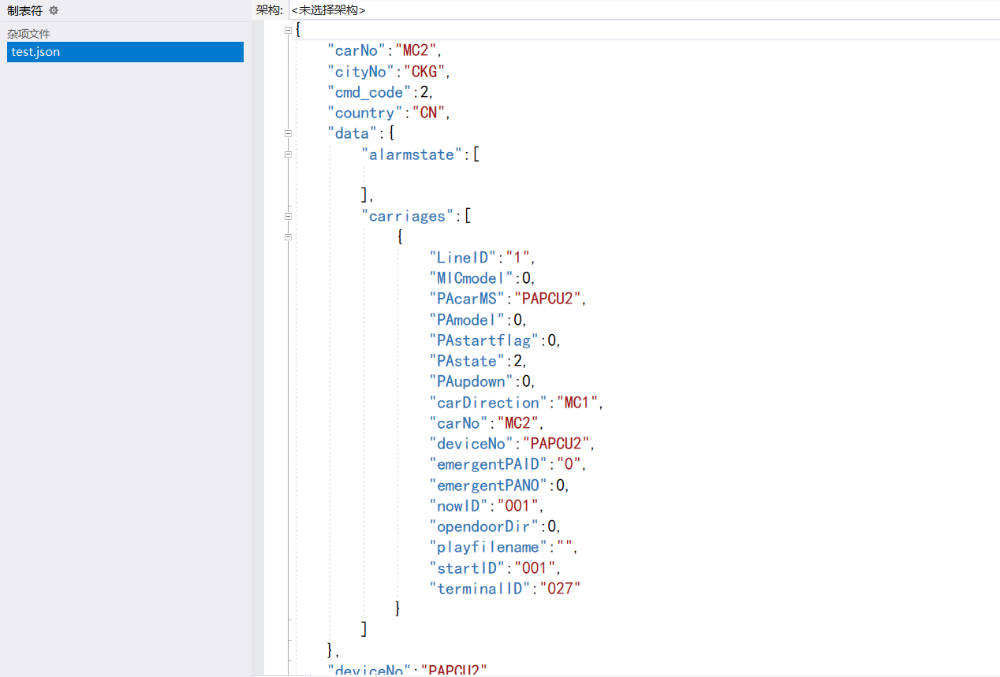 制表符
架构: <未选择架构>
杂项文件
test.json
{
"carNo":"MC2",
"cityNo":"CKG",
"cmd_code":2,
"country":"CN",
"data":{
"alarmstate":[
],
"carriages":[
{
"LineID":"1",
"MICmodel":0,
"PAcarMS":"PAPCU2",
"PAmodel":0,
"PAstartflag":0,
"PAstate":2,
"PAupdown":0,
"carDirection":"MC1",
"carNo":"MC2",
"deviceNo":"PAPCU2",
"emergentPAID":"0",
"emergentPANO":0,
"nowID":"001",
"opendoorDir":0,
"playfilename":"",
"startID":"001",
"terminalID":"027"
}
]
},
"deviceNo":"PAPCU2"